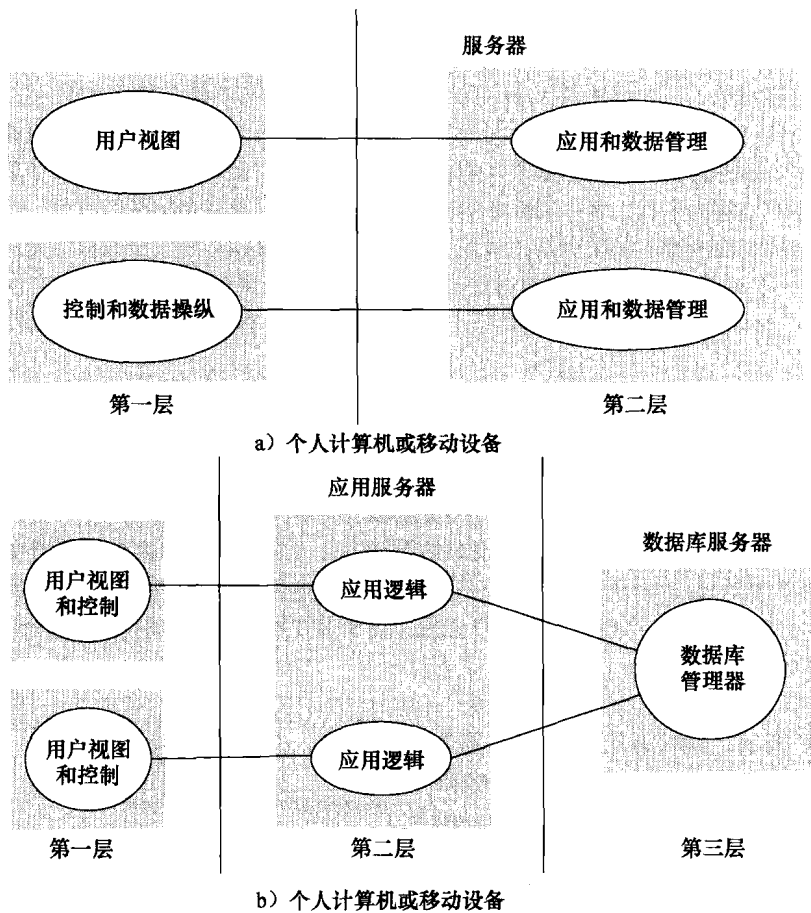 服务器
用户视图
应用和数据管理
控制和数据操纵
应用和数据管理
第一层
第二层
a）个人计算机或移动设备
应用服务器
数据库服务器
用户视图
和控制
应用逻辑
数据库
管理器
用户视图
和控制
应用逻辑
第一层
第二层
第三层
b）个人计算机或移动设备